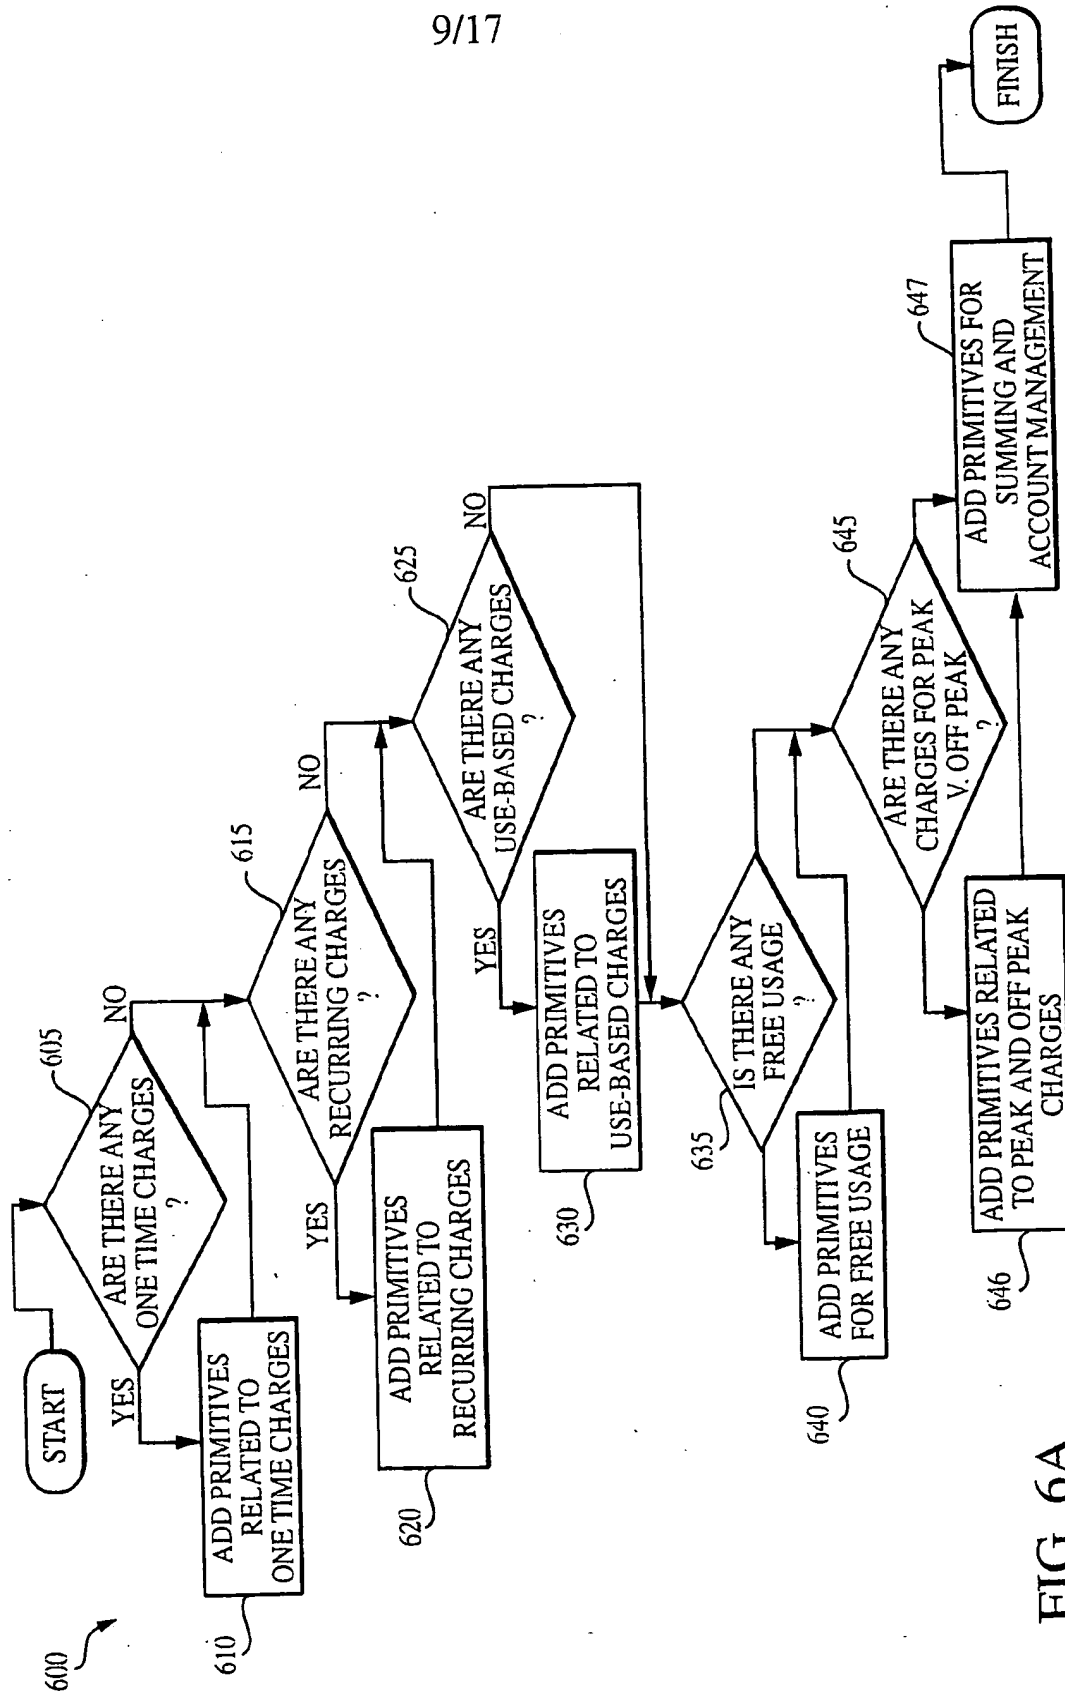 9/17
600
START
605
ARE THERE ANY
ONE TIME CHARGES
?
YES
NO
ADD PRIMITIVES
RELATED TO
ONE TIME CHARGES
610
615
ARE THERE ANY
RECURRING CHARGES
?
YES
NO
ADD PRIMITIVES
RELATED TO
RECURRING CHARGES
620
625
ARE THERE ANY
USE-BASED CHARGES
?
YES
NO
ADD PRIMITIVES
RELATED TO
USE-BASED CHARGES
630
635
IS THERE ANY
FREE USAGE
?
ADD PRIMITIVES
FOR FREE USAGE
640
645
ARE THERE ANY
CHARGES FOR PEAK
V. OFF PEAK
?
ADD PRIMITIVES RELATED
TO PEAK AND OFF PEAK
CHARGES
646
647
ADD PRIMITIVES FOR
SUMMING AND
ACCOUNT MANAGEMENT
FINISH
FIG. 6A